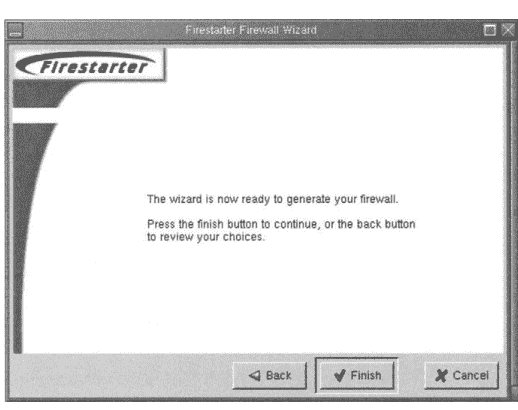 Firestarter Firewall Wizard
Firestarter
The wizard is now ready to generate your firewall.
Press the finish button to continue, or the back button
to review your choices.
Back
Finish
Cancel